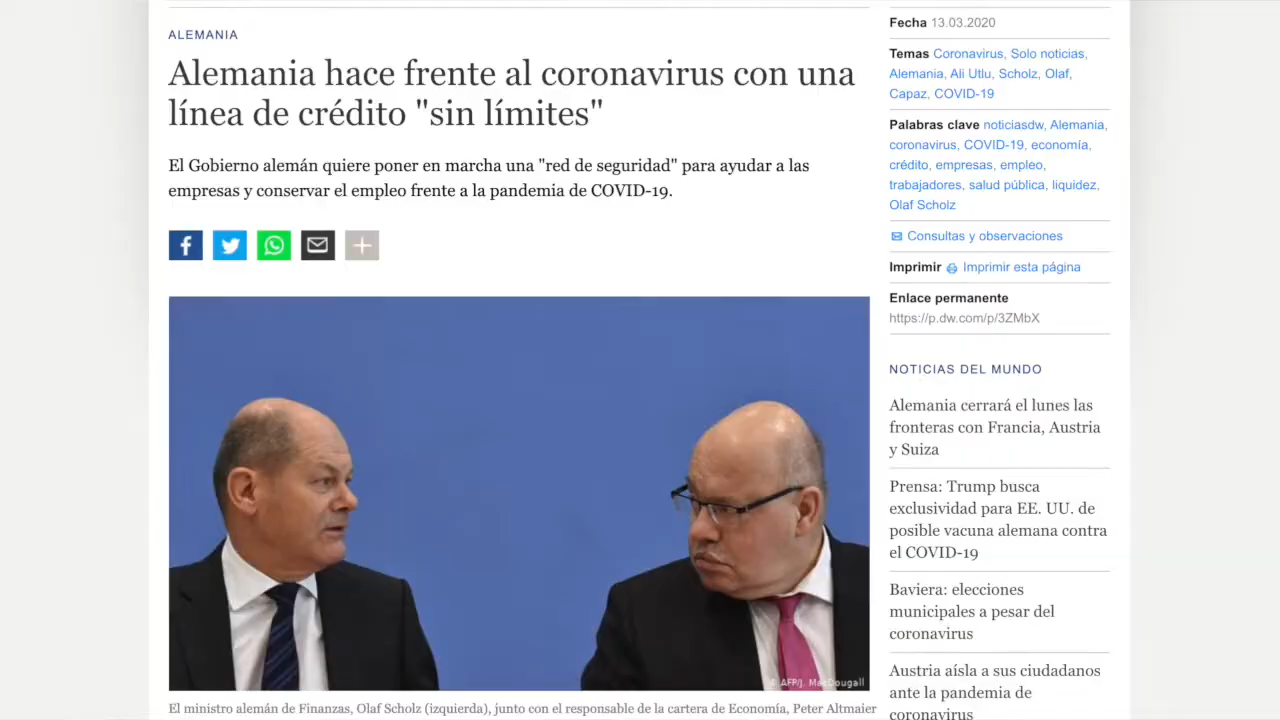 ALEMANIA
Alemania hace frente al coronavirus con una
línea de crédito "sin límites"
El Gobierno alemán quiere poner en marcha una "red de seguridad" para ayudar a las
empresas y conservar el empleo frente a la pandemia de COVID-19.
© AFP/J. MacDougall
El ministro alemán de Finanzas, Olaf Scholz (izquierda), junto con el responsable de la cartera de Economía, Peter Altmaier
Fecha 13.03.2020
Temas Coronavirus, Solo noticias,
Alemania, Ali Utlu, Scholz, Olaf,
Capaz, COVID-19
Palabras clave noticiasdw, Alemania,
coronavirus, COVID-19, economía,
crédito, empresas, empleo,
trabajadores, salud pública, liquidez,
Olaf Scholz
Consultas y observaciones
Imprimir Imprimir esta página
Enlace permanente
https://p.dw.com/p/3ZMbX
NOTICIAS DEL MUNDO
Alemania cerrará el lunes las
fronteras con Francia, Austria
y Suiza
Prensa: Trump busca
exclusividad para EE. UU. de
posible vacuna alemana contra
el COVID-19
Baviera: elecciones
municipales a pesar del
coronavirus
Austria aísla a sus ciudadanos
ante la pandemia de
coronavirus